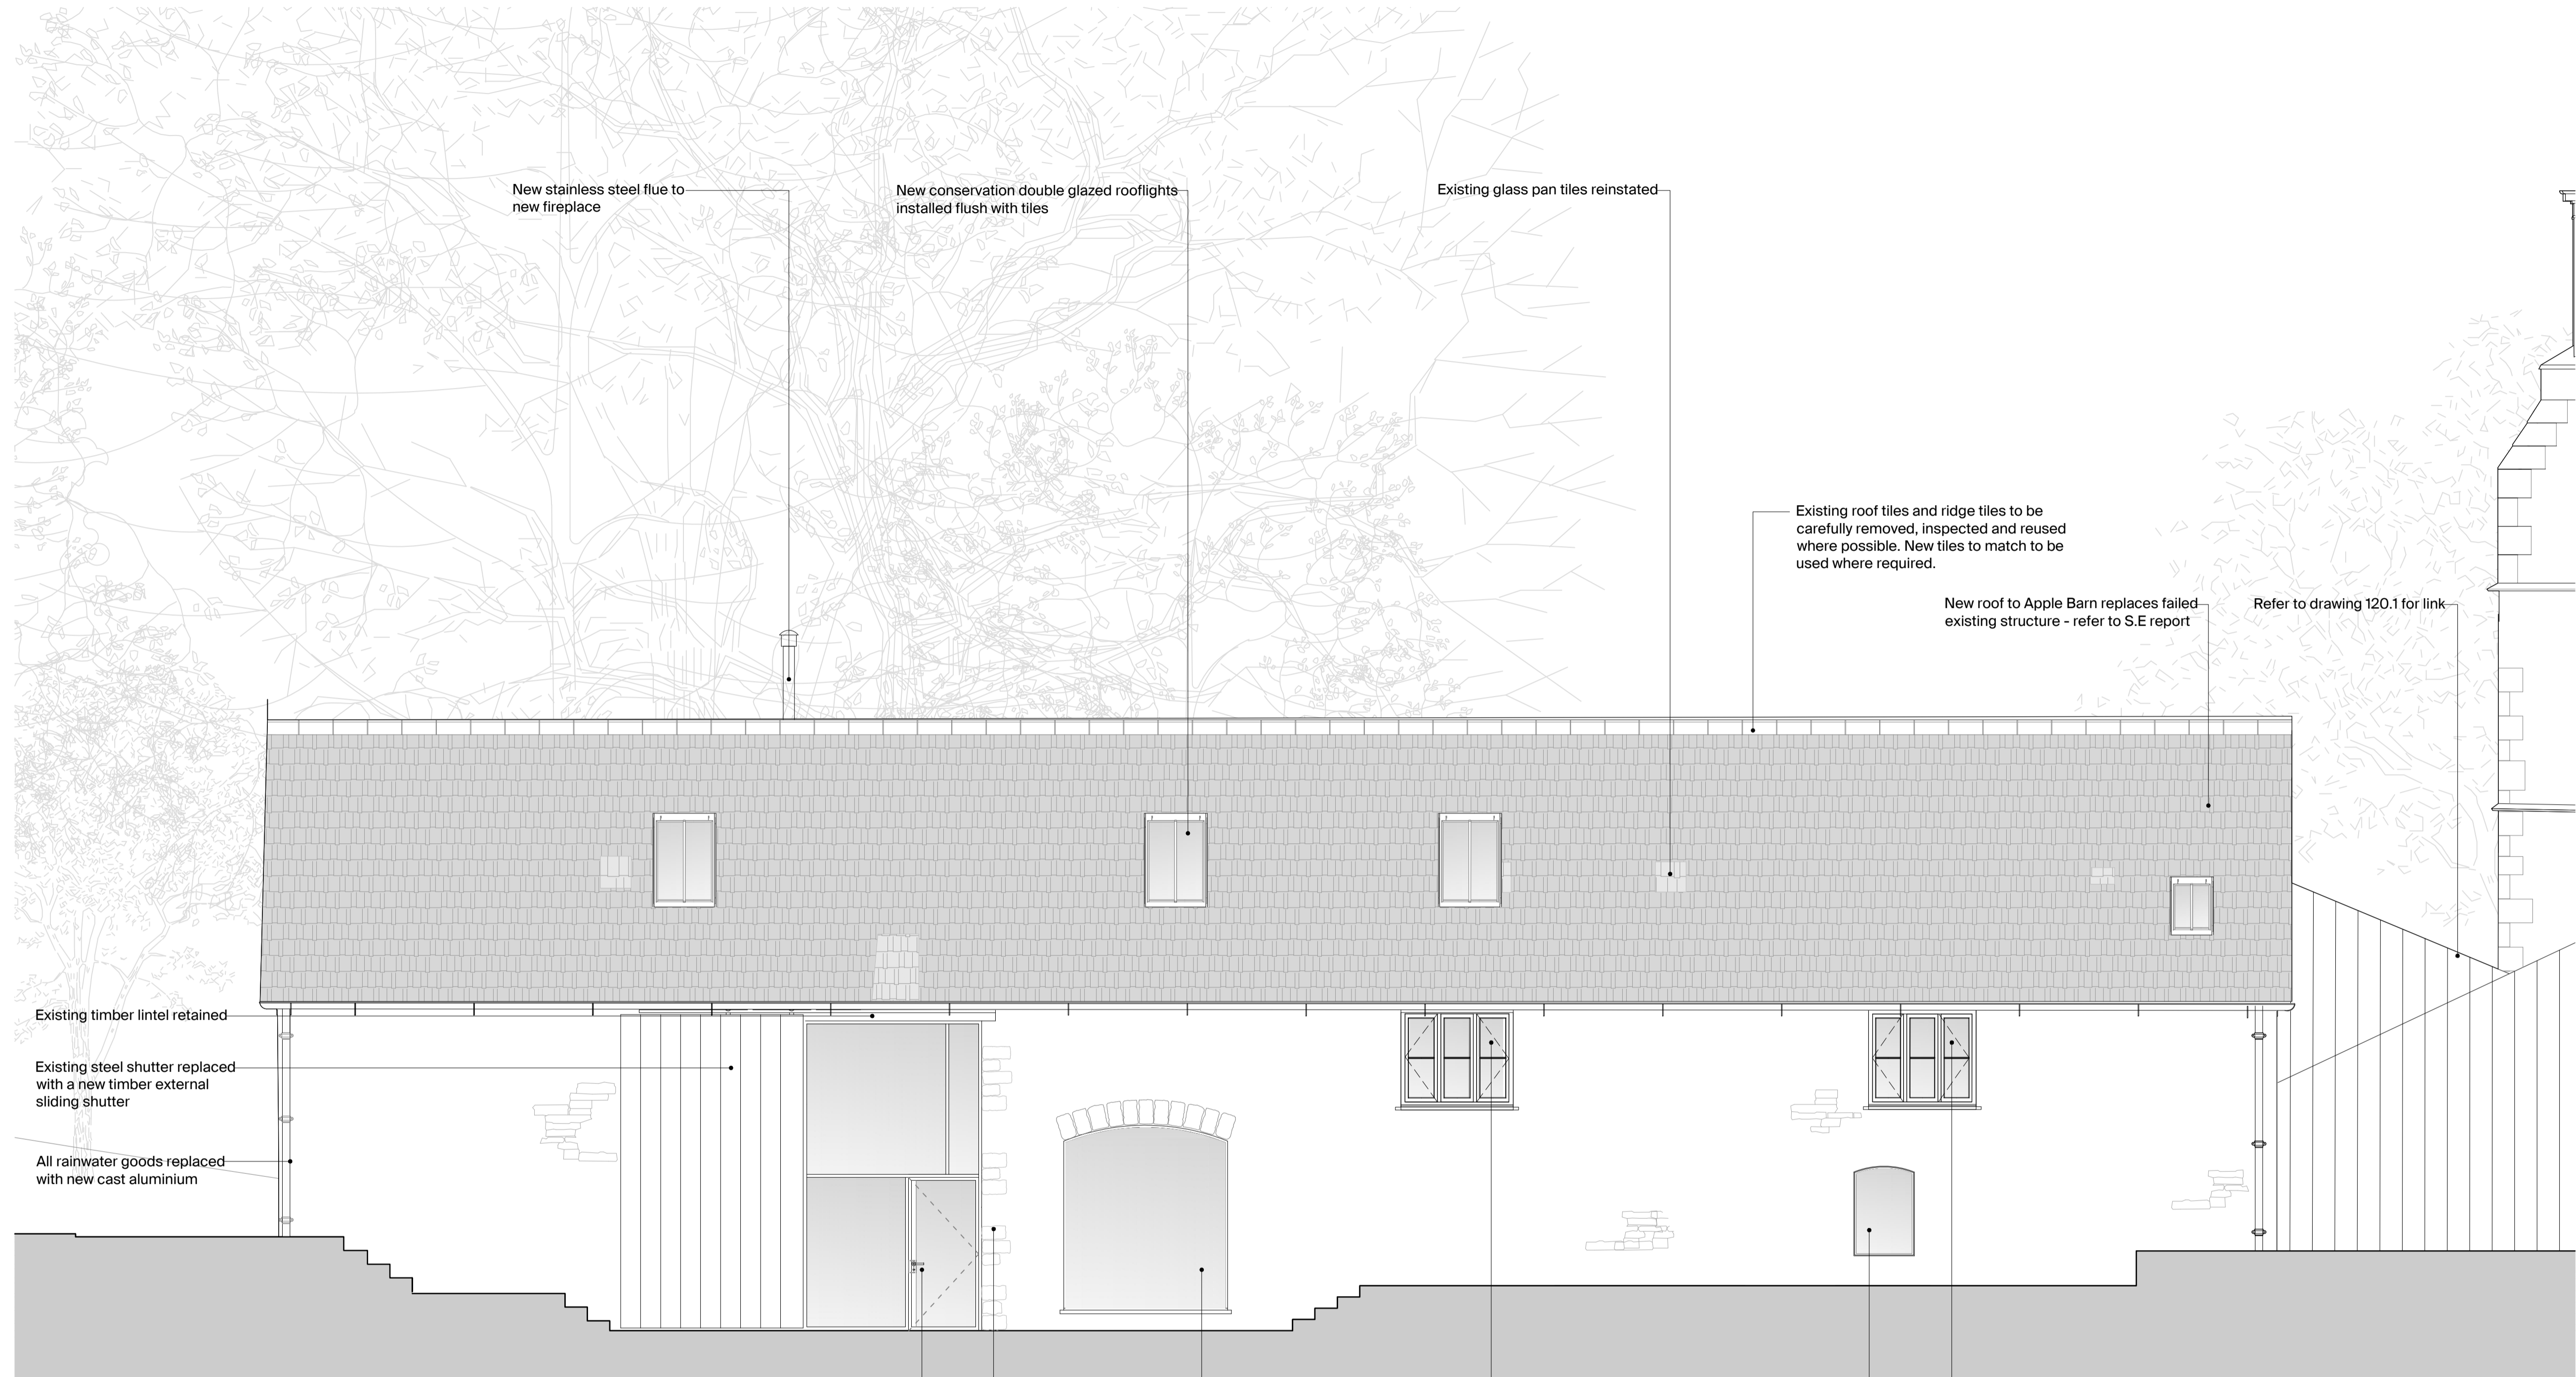 New stainless steel flue to
new fireplace
New conservation double glazed rooflights
installed flush with tiles
Existing glass pan tiles reinstated
Existing roof tiles and ridge tiles to be
carefully removed, inspected and reused
where possible. New tiles to match to be
used where required.
New roof to Apple Barn replaces failed
existing structure - refer to S.E report
Refer to drawing 120.1 for link
Existing timber lintel retained
Existing steel shutter replaced
with a new timber external
sliding shutter
All rainwater goods replaced
with new cast aluminium